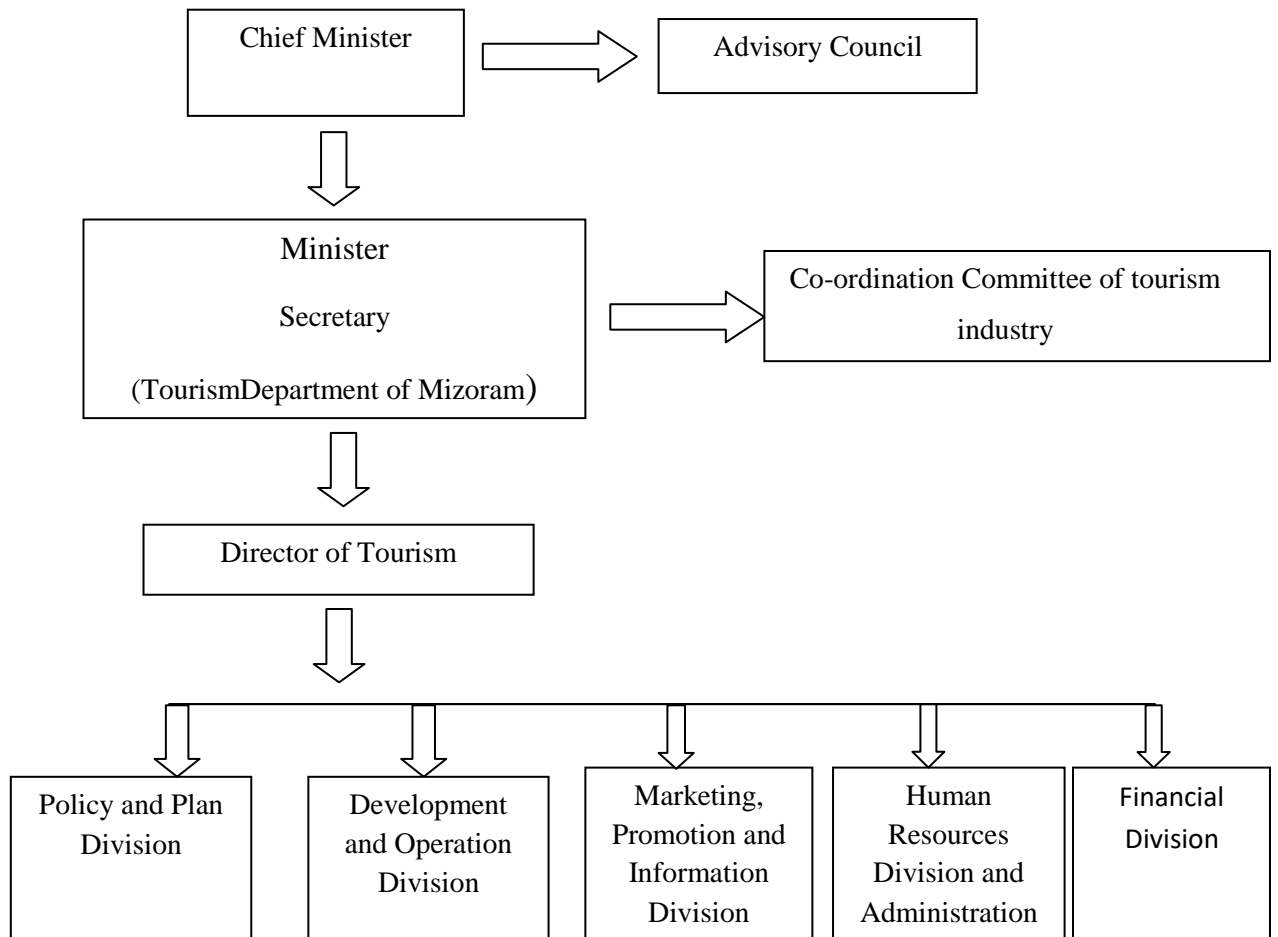 Chief Minister
Advisory Council
Minister
Secretary
(TourismDepartment of Mizoram)
Co-ordination Committee of tourism
industry
Director of Tourism
Policy and Plan
Division
Development
and Operation
Division
Marketing,
Promotion and
Information
Division
Human
Resources
Division and
Administration
Financial
Division